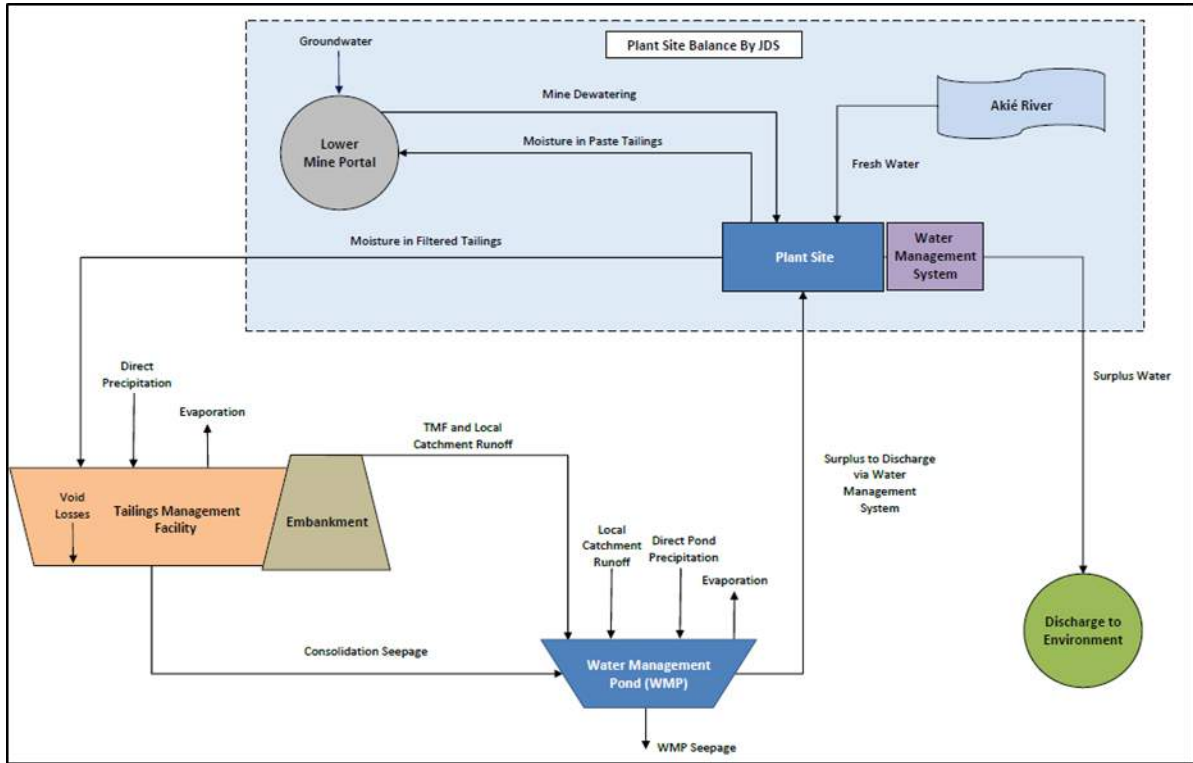 Groundwater
Plant Site Balance By JDS
Mine Dewatering
Akié River
Lower
Mine Portal
Moisture in Paste Tailings
Fresh Water
Moisture in Filtered Tailings
Plant Site
Water
Management
System
Direct
Precipitation
Evaporation
Surplus Water
TMF and Local
Catchment Runoff
Surplus to Discharge
via Water
Management
System
Void
Losses
Tailings Management
Facility
Embankment
Local
Catchment
Runoff
Direct Pond
Precipitation
Evaporation
Discharge to
Environment
Consolidation Seepage
Water Management
Pond (WMP)
WMP Seepage